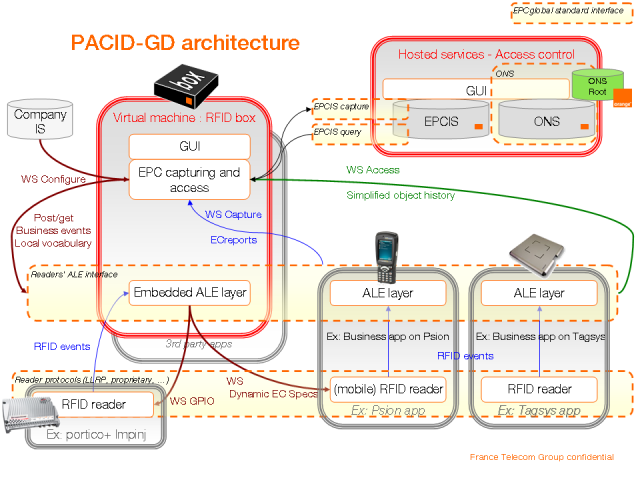 EPCglobal standard interface
PACID-GD architecture
box
Hosted services - Access control
ONS
GUI
ONS
Root
orange
EPCIS
ONS
Company
IS
Virtual machine : RFID box
GUI
EPC capturing and
access
EPCIS capture
EPCIS query
WS Configure
WS Access
Simplified object history
Post/get
Business events
Local vocabulary
WS Capture
ECreports
Readers' ALE interface
Embedded ALE layer
ALE layer
ALE layer
Ex: Business app on Psion
Ex: Business app on Tagsys
3rd party apps
RFID events
RFID events
Reader protocols (LLRP, proprietary, ...)
WS
Dynamic EC Specs
WS GPIO
RFID reader
(mobile) RFID reader
RFID reader
Ex: portico+ Impinj
Ex: Psion app
Ex: Tagsys app
France Telecom Group confidential